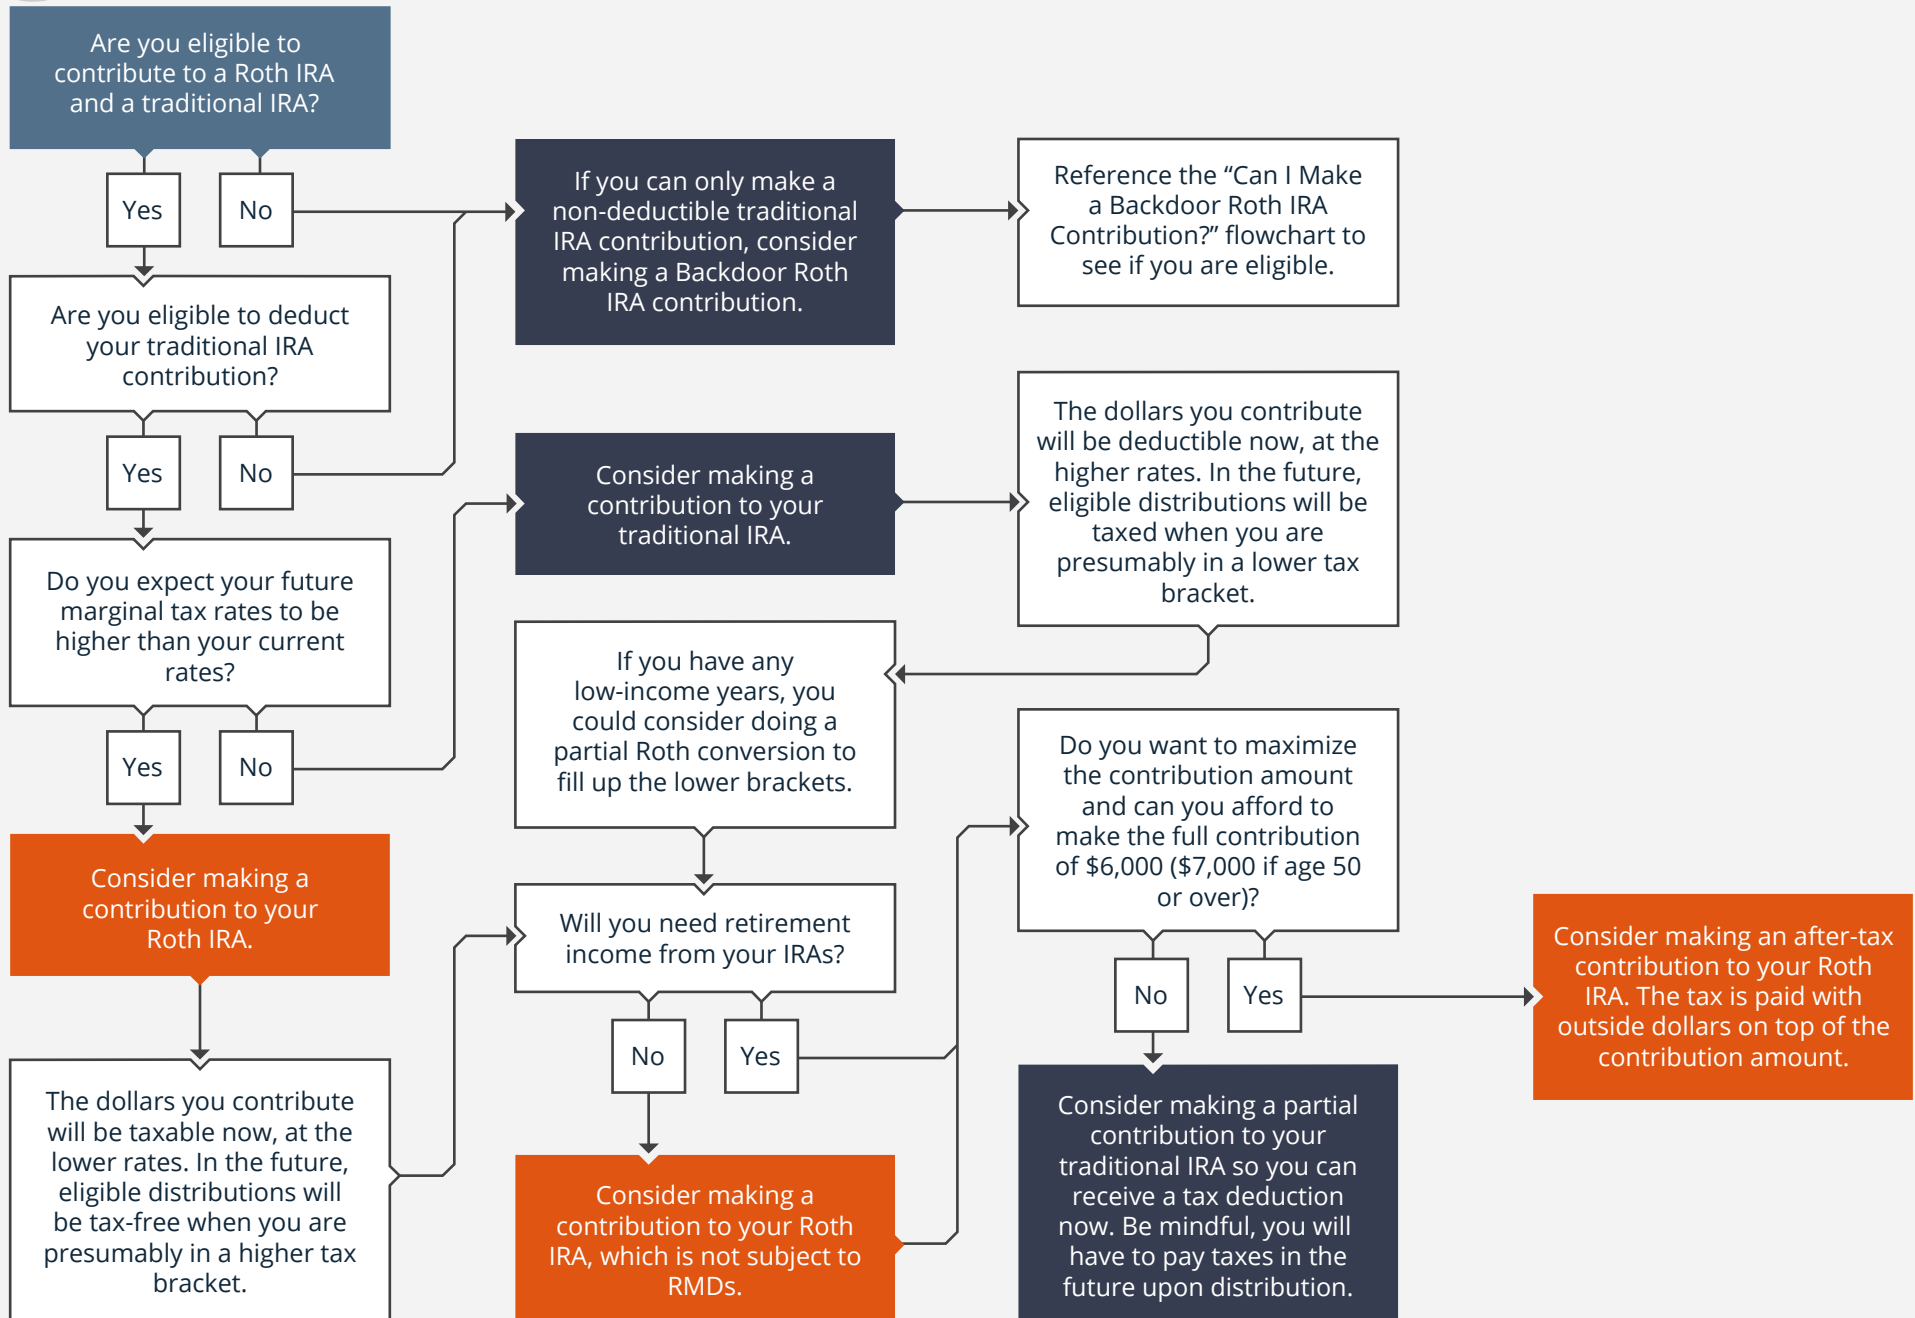 Are you eligible to
contribute to a Roth IRA
and a traditional IRA?
Yes
No
If you can only make a
non-deductible traditional
IRA contribution, consider
making a Backdoor Roth
IRA contribution.
Reference the “Can I Make
a Backdoor Roth IRA
Contribution?” flowchart to
see if you are eligible.
Are you eligible to deduct
your traditional IRA
contribution?
Yes
No
Consider making a
contribution to your
traditional IRA.
The dollars you contribute
will be deductible now, at the
higher rates. In the future,
eligible distributions will be
taxed when you are
presumably in a lower tax
bracket.
Do you expect your future
marginal tax rates to be
higher than your current
rates?
Yes
No
If you have any
low-income years, you
could consider doing a
partial Roth conversion to
fill up the lower brackets.
Do you want to maximize
the contribution amount
and can you afford to
make the full contribution
of $6,000 ($7,000 if age 50
or over)?
Consider making a
contribution to your
Roth IRA.
Will you need retirement
income from your IRAs?
No
Yes
No
Yes
Consider making an after-tax
contribution to your Roth
IRA. The tax is paid with
outside dollars on top of the
contribution amount.
The dollars you contribute
will be taxable now, at the
lower rates. In the future,
eligible distributions will
be tax-free when you are
presumably in a higher tax
bracket.
Consider making a
contribution to your Roth
IRA, which is not subject to
RMDs.
Consider making a partial
contribution to your
traditional IRA so you can
receive a tax deduction
now. Be mindful, you will
have to pay taxes in the
future upon distribution.